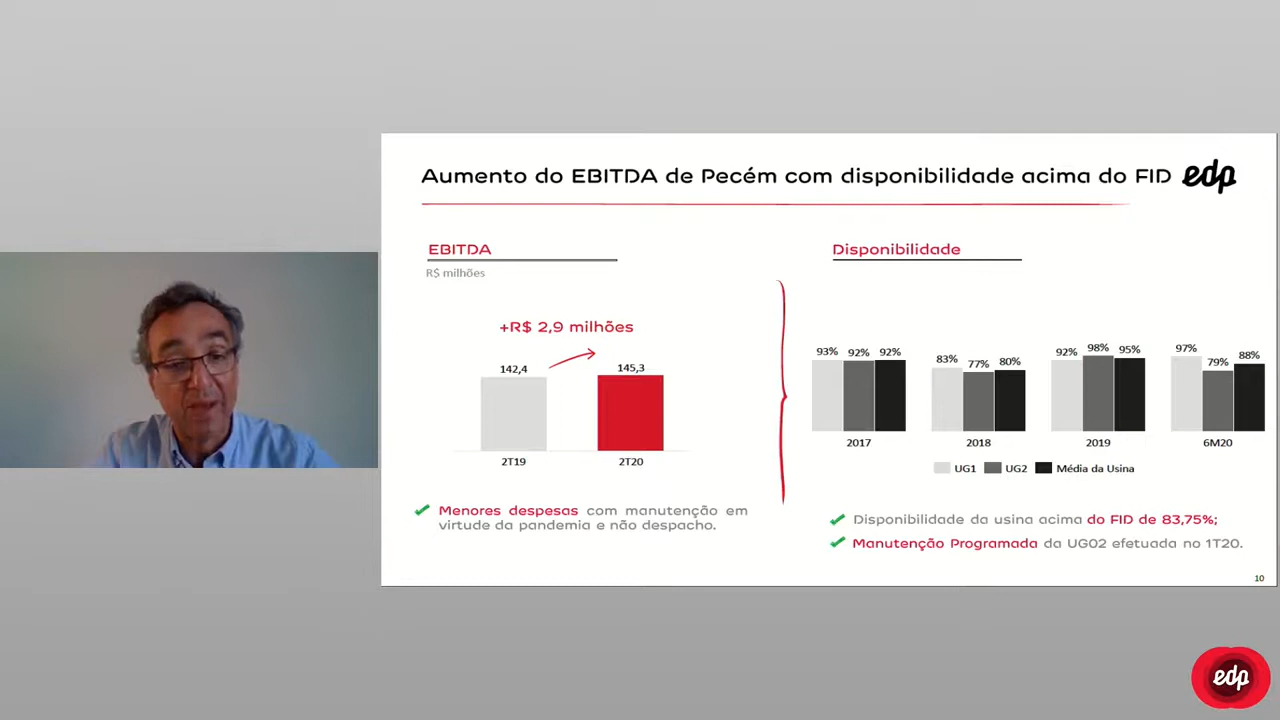 Aumento do EBITDA de Pecém com disponibilidade acima do FID
edp
EBITDA
R$ milhões
+R$ 2,9 milhões
142,4
145,3
2T19
2T20
Menores despesas com manutenção em
virtude da pandemia e não despacho.
Disponibilidade
93% 92% 92%
83% 77% 80%
92% 98% 95%
97% 79% 88%
2017
2018
2019
6M20
UG1 UG2 Média da Usina
Disponibilidade da usina acima do FID de 83,75%;
Manutenção Programada da UG02 efetuada no 1T20.
10
edp